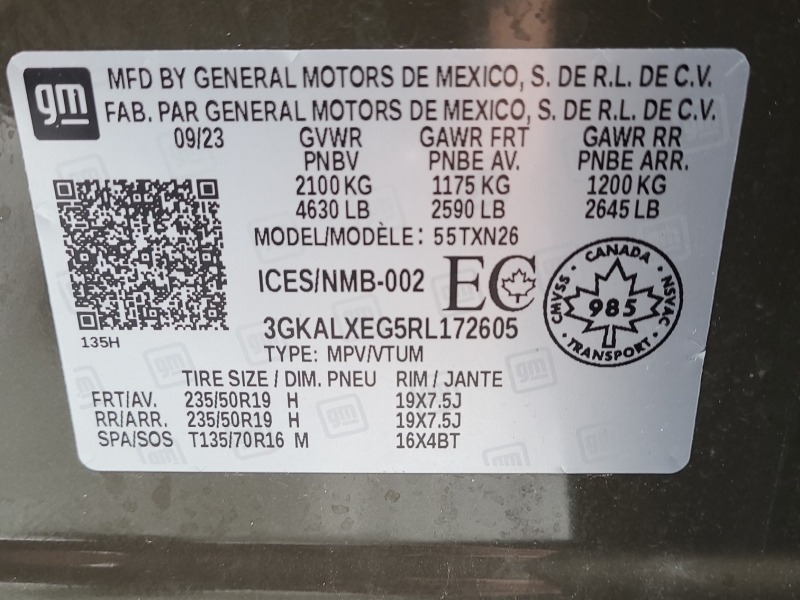 gm
MFD BY GENERAL MOTORS DE MEXICO, S. DE R.L. DE C.V.
FAB. PAR GENERAL MOTORS DE MEXICO, S. DE R.L. DE C.V.
09/23 GVWR GAWR FRT GAWR RR
PNBV PNBE AV. PNBE ARR.
2100 KG 1175 KG 1200 KG
4630 LB 2590 LB 2645 LB
MODEL/MODÈLE: 55TXN26
ICES/NMB-002 EC
CANADA
CMVSS 985 NSVAC
TRANSPORT
3GKALXEG5RL172605
135H
TYPE: MPV/VTUM
TIRE SIZE / DIM. PNEU RIM / JANTE
FRT/AV. 235/50R19 H 19X7.5J
RR/ARR. 235/50R19 H 19X7.5J
SPA/SOS T135/70R16 M 16X4BT